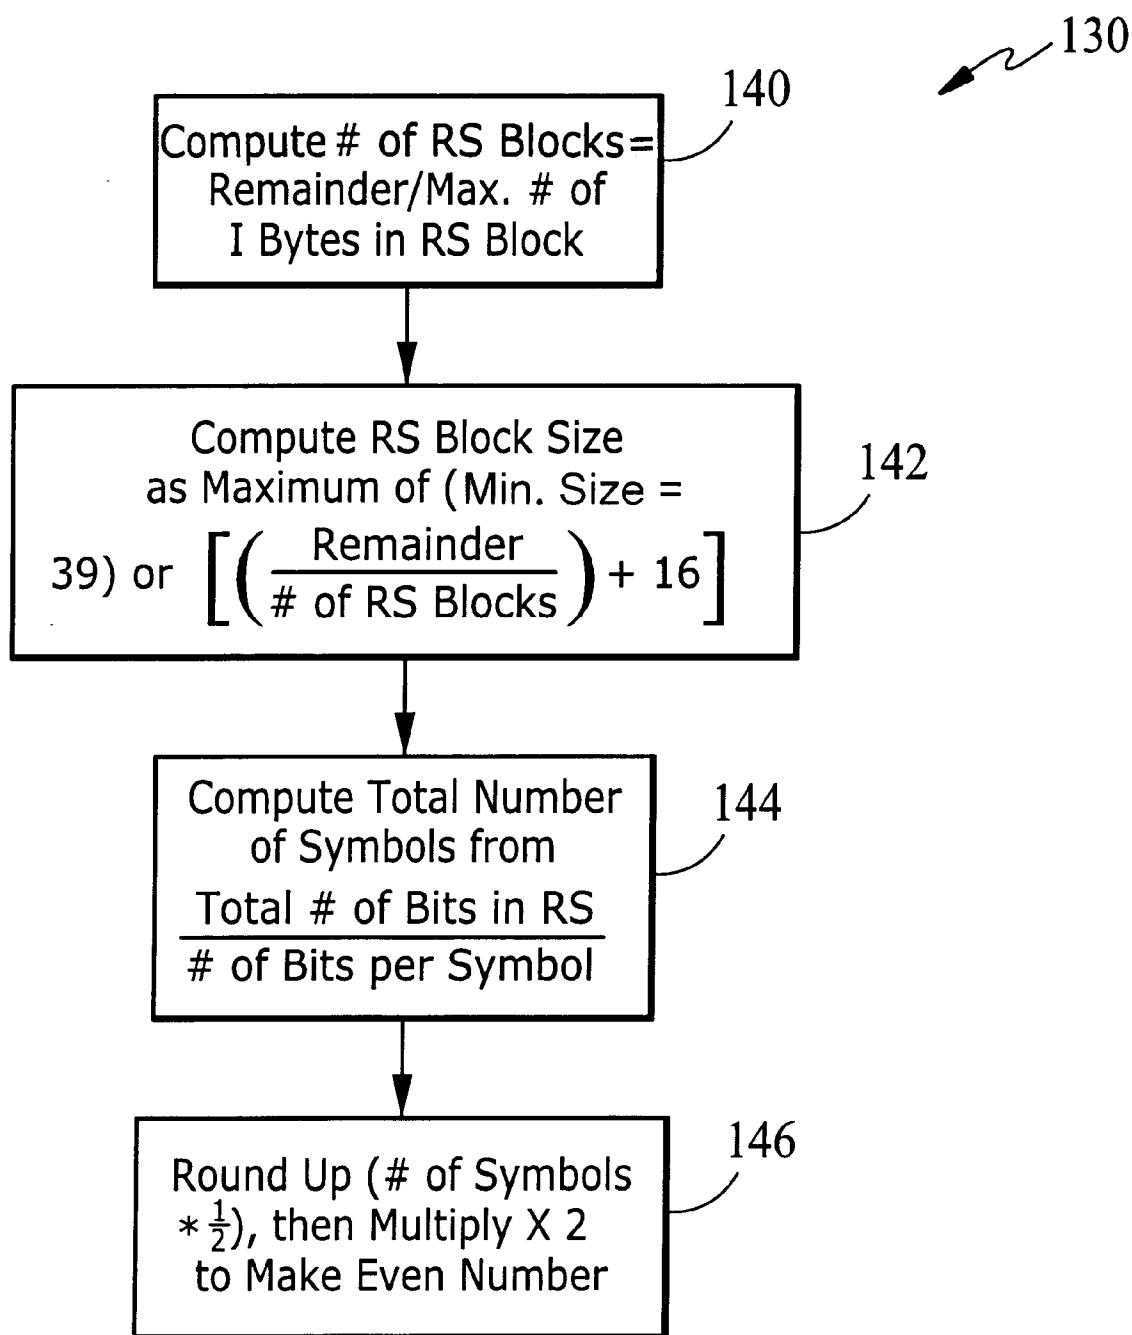 130
140
Compute # of RS Blocks=
Remainder/Max. # of
I Bytes in RS Block
142
Compute RS Block Size
as Maximum of (Min. Size =
39) or [(Remainder/# of RS Blocks) + 16]
144
Compute Total Number
of Symbols from
Total # of Bits in RS
# of Bits per Symbol
146
Round Up (# of Symbols
* 1/2), then Multiply X 2
to Make Even Number